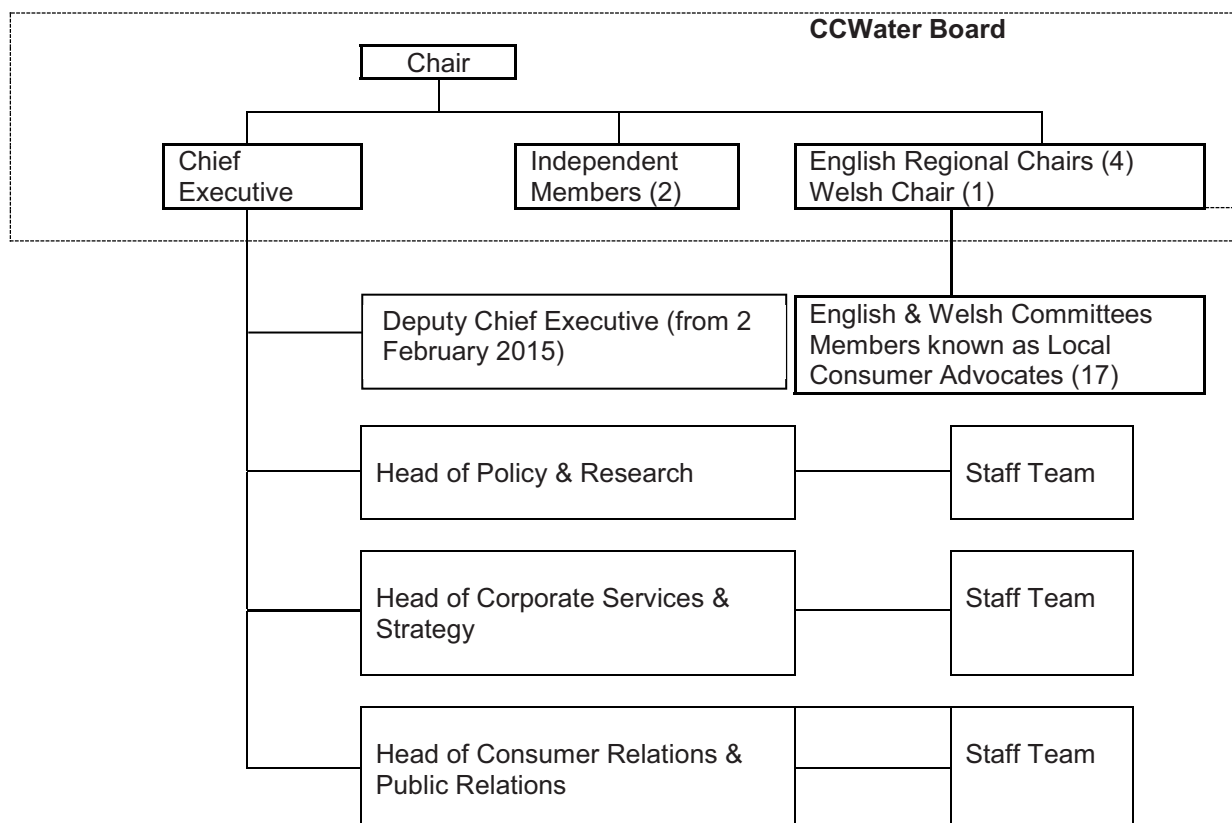 CCWater Board
Chair
Chief
Executive
Independent
Members (2)
English Regional Chairs (4)
Welsh Chair (1)
Deputy Chief Executive (from 2
February 2015)
English & Welsh Committees
Members known as Local
Consumer Advocates (17)
Head of Policy & Research
Staff Team
Head of Corporate Services &
Strategy
Staff Team
Head of Consumer Relations &
Public Relations
Staff Team